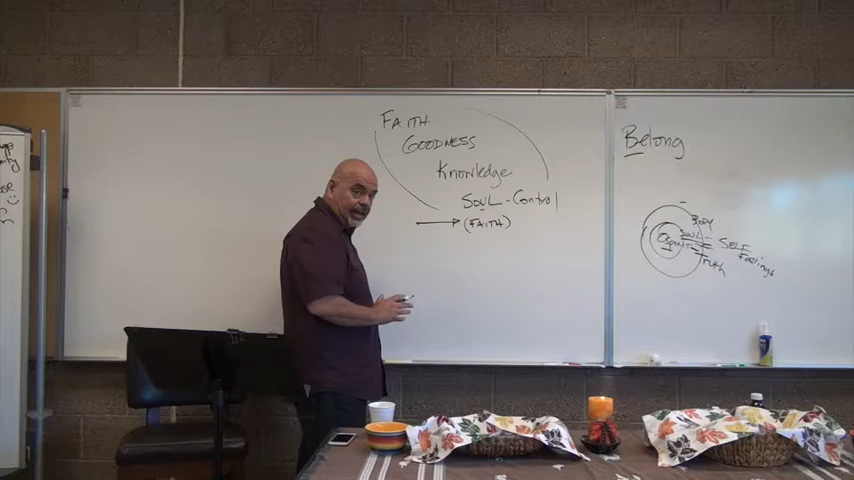 FAITH
GOODNESS
Knowledge
SOUL-Control
(FAITH)
Belong
BODY
SOUL
SPIRIT
SELF
Truth
Feelings